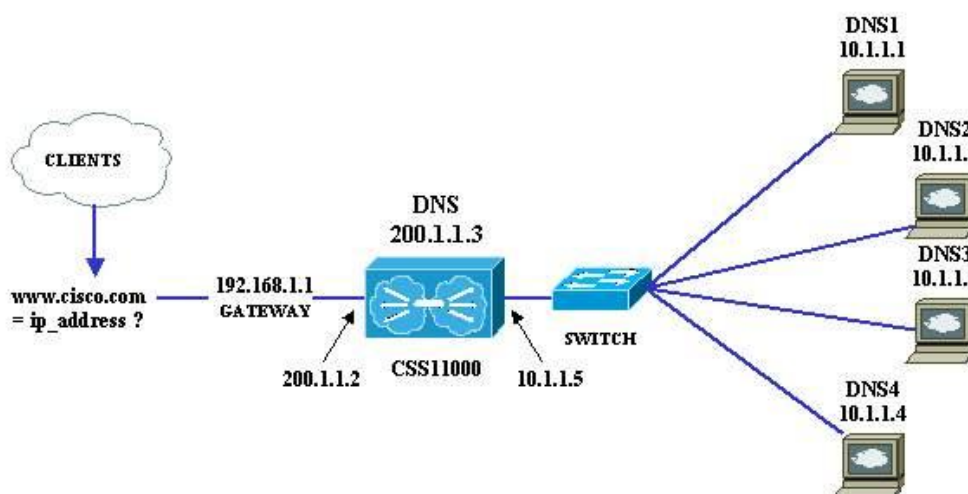 CLIENTS
www.cisco.com
= ip_address ?
192.168.1.1
GATEWAY
DNS
200.1.1.3
200.1.1.2
CSS11000
10.1.1.5
SWITCH
DNS1
10.1.1.1
DNS2
10.1.1.
DNS3
10.1.1.
DNS4
10.1.1.4